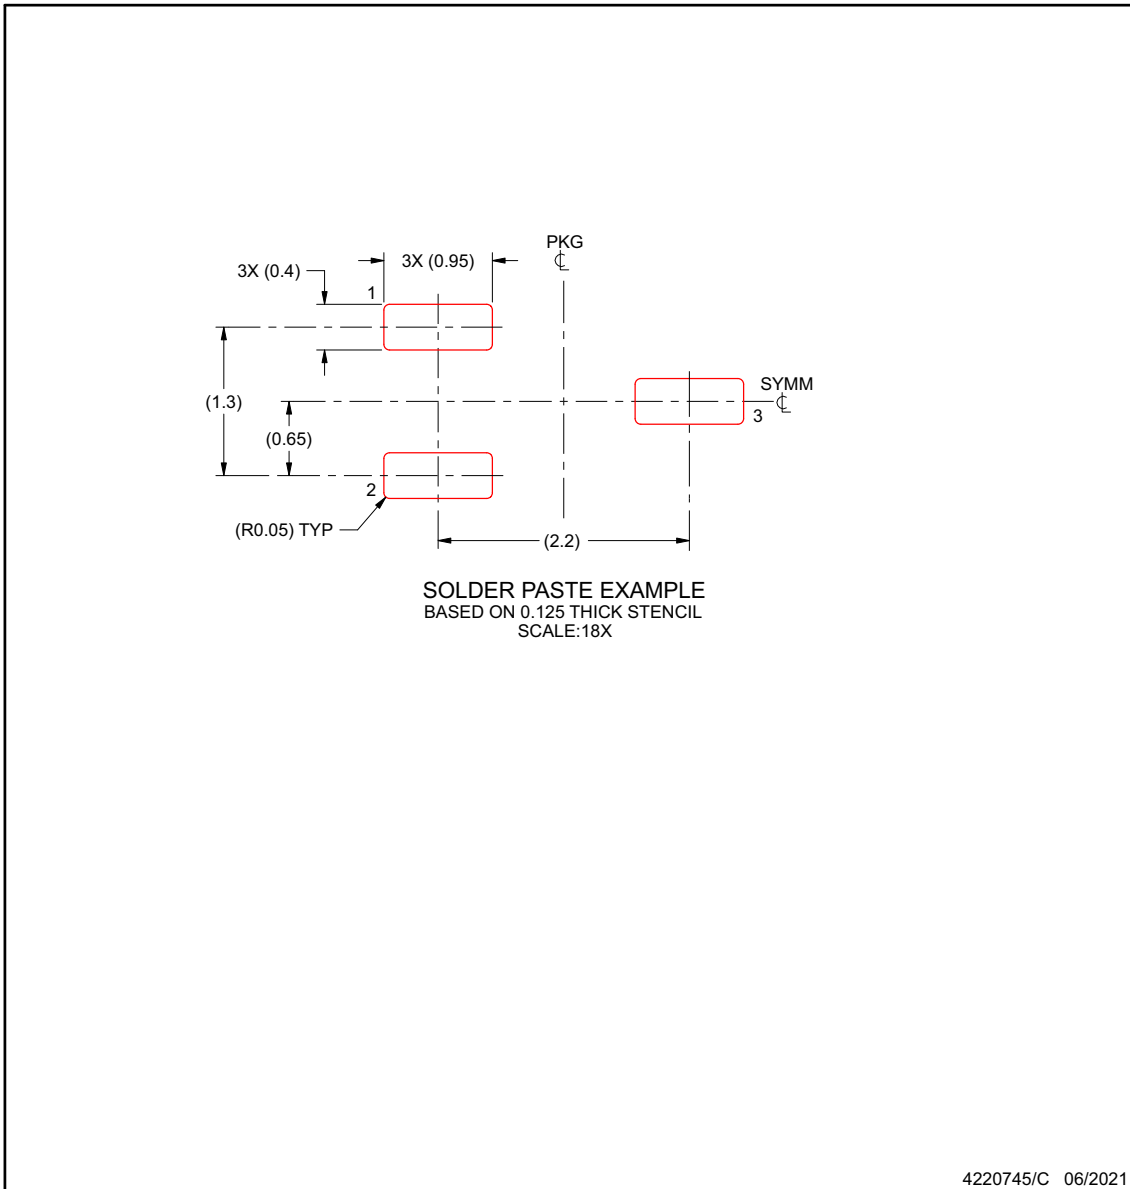 PKG
℄
3X (0.4)
3X (0.95)
1
SYMM
℄
(1.3)
3
(0.65)
2
(R0.05) TYP
(2.2)
SOLDER PASTE EXAMPLE
BASED ON 0.125 THICK STENCIL
SCALE:18X
4220745/C 06/2021